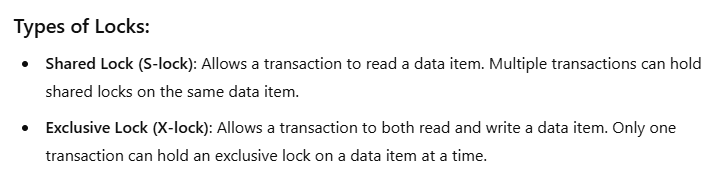 Types of Locks:
• Shared Lock (S-lock): Allows a transaction to read a data item. Multiple transactions can hold
shared locks on the same data item.
• Exclusive Lock (X-lock): Allows a transaction to both read and write a data item. Only one
transaction can hold an exclusive lock on a data item at a time.